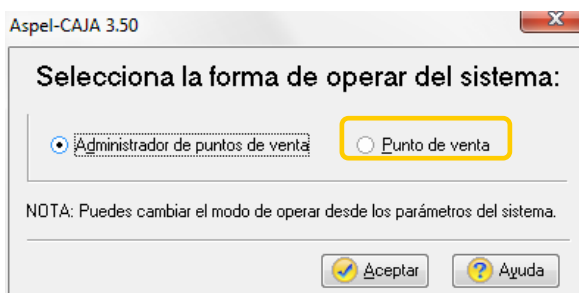 Aspel-CAJA 3.50
Selecciona la forma de operar del sistema:
Administrador de puntos de venta Punto de venta
NOTA: Puedes cambiar el modo de operar desde los parámetros del sistema.
Aceptar Ayuda